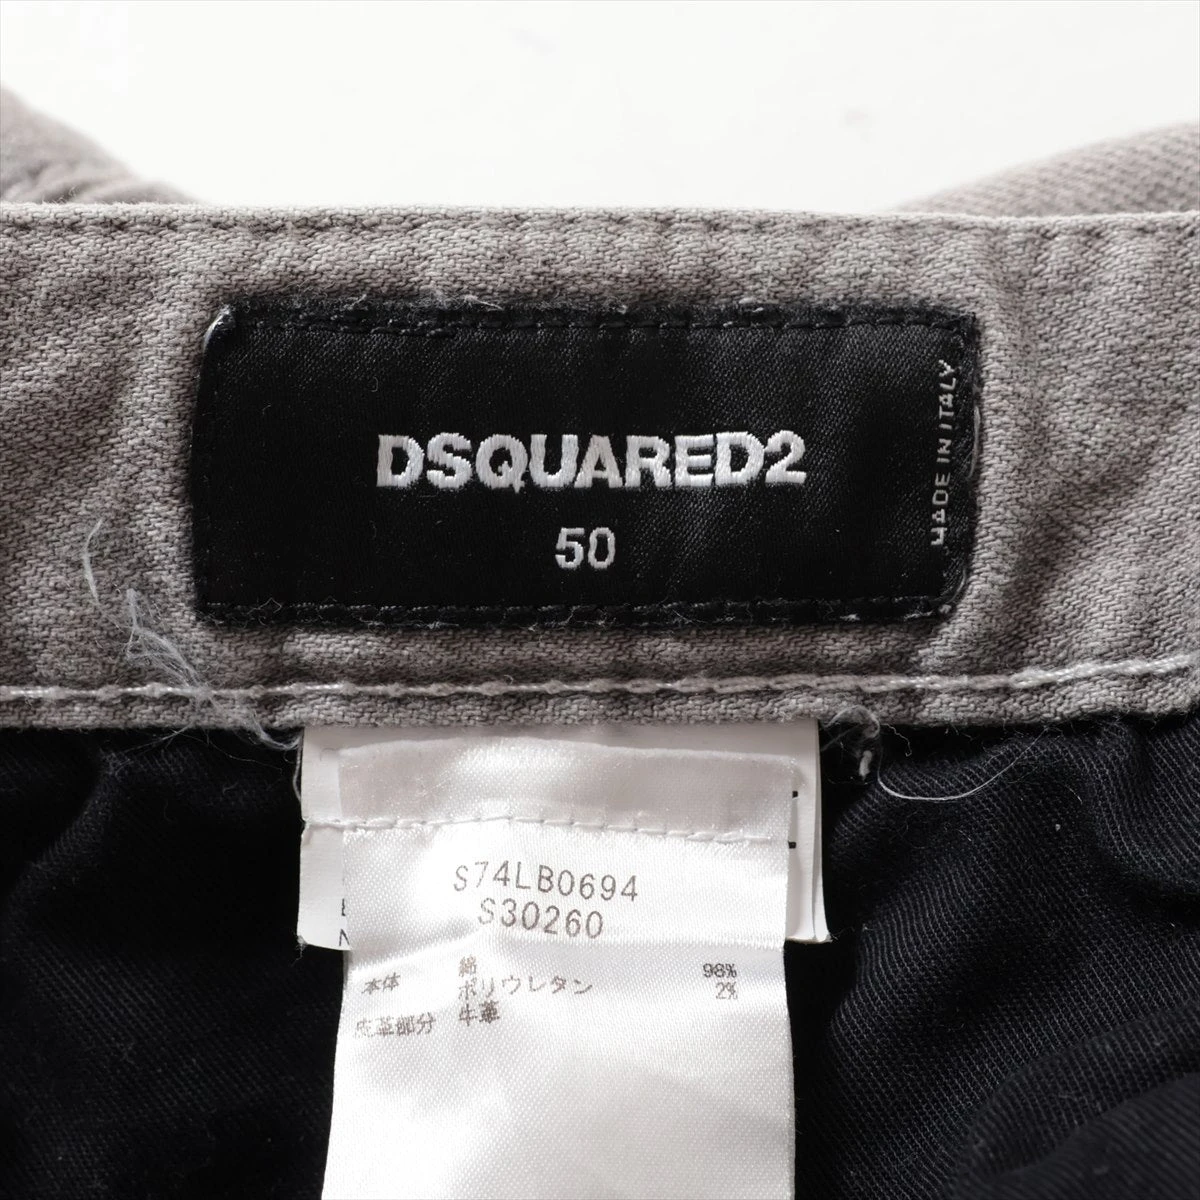 DSQUARED2
50
MADE IN ITALY
S74LB0694
S30260
本体 綿 98%
ポリウレタン 2%
皮革部分 牛革